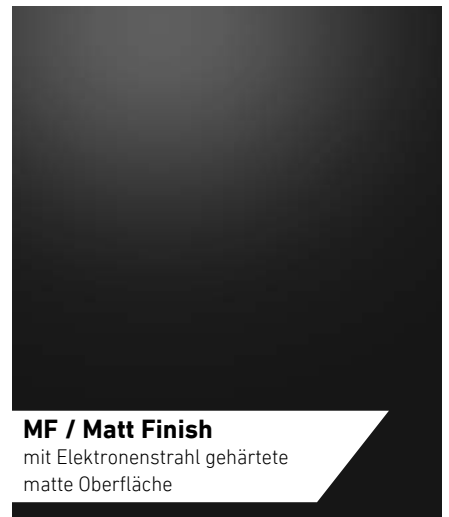 MF / Matt Finish
mit Elektronenstrahl gehärtete
matte Oberfläche